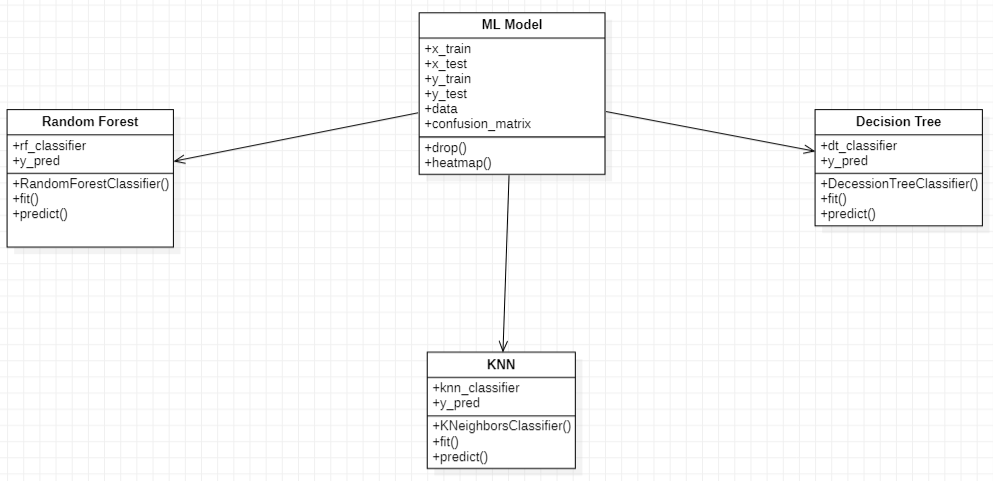 ML Model
+x_train
+x_test
+y_train
+y_test
+data
+confusion_matrix
+drop()
+heatmap()
Random Forest
+rf_classifier
+y_pred
+RandomForestClassifier()
+fit()
+predict()
Decision Tree
+dt_classifier
+y_pred
+DecessionTreeClassifier()
+fit()
+predict()
KNN
+knn_classifier
+y_pred
+KNeighborsClassifier()
+fit()
+predict()